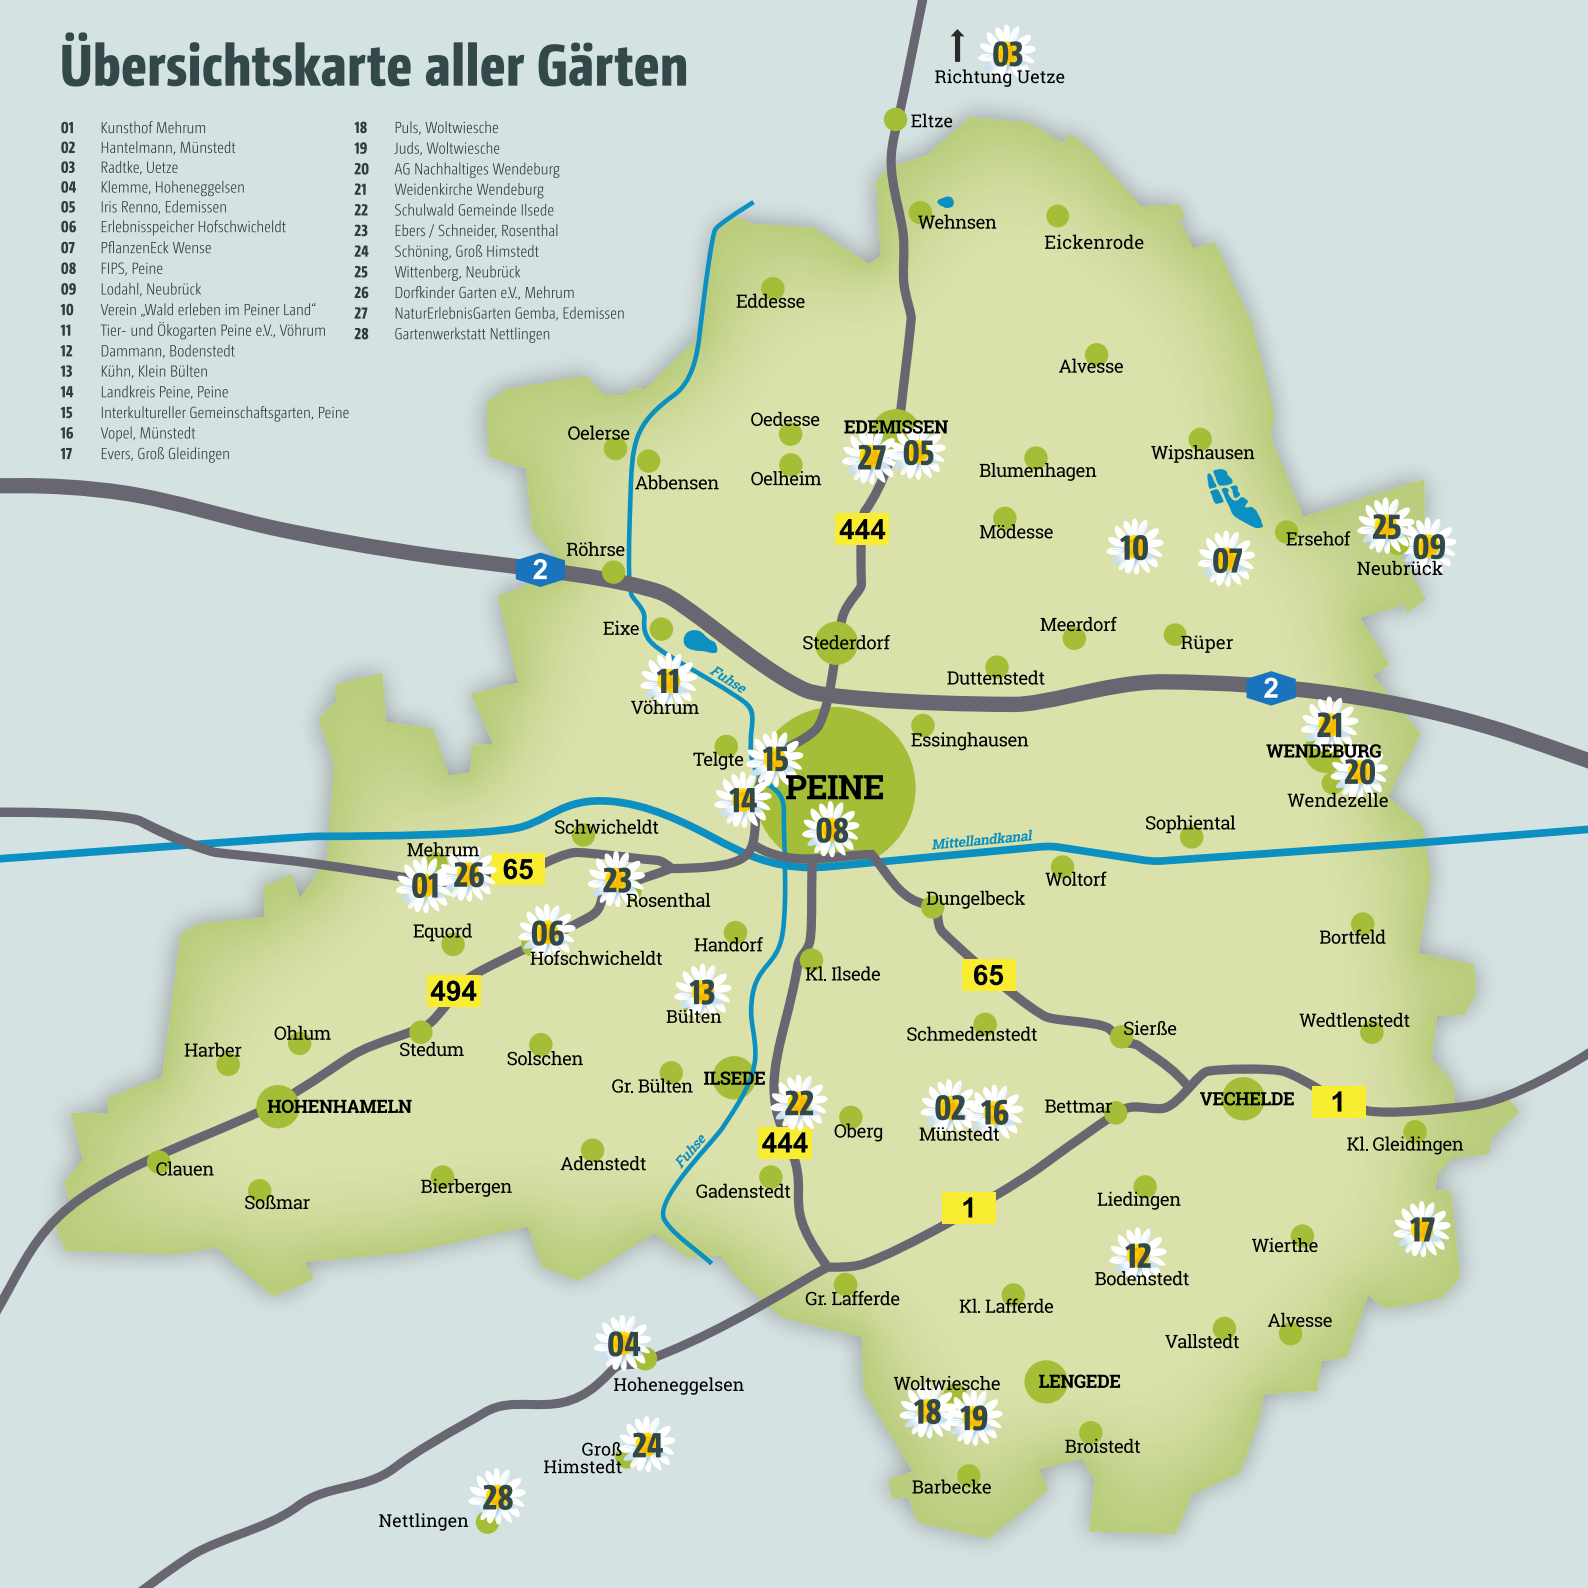 Übersichtskarte aller Gärten
01 Kunsthof Mehrum
02 Hantelmann, Münstedt
03 Radtke, Uetze
04 Klemme, Hoheneggelsen
05 Iris Renno, Edemissen
06 Erlebnisspeicher Hofschwicheldt
07 PflanzenEck Wense
08 FIPS, Peine
09 Lodahl, Neubrück
10 Verein „Wald erleben im Peiner Land“
11 Tier- und Ökogarten Peine e.V., Vöhrum
12 Dammann, Bodenstedt
13 Kühn, Klein Bülten
14 Landkreis Peine, Peine
15 Interkultureller Gemeinschaftsgarten, Peine
16 Vopel, Münstedt
17 Evers, Groß Gleidingen
18 Puls, Woltwiesche
19 Juds, Woltwiesche
20 AG Nachhaltiges Wendeburg
21 Weidenkirche Wendeburg
22 Schulwald Gemeinde Ilsede
23 Ebers / Schneider, Rosenthal
24 Schöning, Groß Himstedt
25 Wittenberg, Neubrück
26 Dorfkinder Garten e.V., Mehrum
27 NaturErlebnisGarten Gemba, Edemissen
28 Gartenwerkstatt Nettlingen
03
Richtung Uetze
Eltze
Wehnsen
Eickenrode
Eddesse
Alvesse
Oedesse
EDEMISSEN
Oelerse
27
05
Wipshausen
Blumenhagen
Oelheim
Abbensen
444
Mödesse
10
07
Ersehof
25
09
Neubrück
Röhrse
2
Eixe
Stederdorf
Meerdorf
Rüper
11
Fuhse
Duttenstedt
2
Vöhrum
21
Essinghausen
WENDEBURG
Telgte
15
20
PEINE
14
Wendezelle
08
Sophiental
Schwicheldt
Mittellandkanal
Mehrum
01
26
65
23
Woltorf
Rosenthal
Dungelbeck
Equord
06
Handorf
Bortfeld
Hofschwicheldt
Kl. Ilsede
65
494
13
Bülten
Wedtlenstedt
Sierße
Schmedenstedt
Ohlum
Harber
Stedum
Solschen
Gr. Bülten
ILSEDE
HOHENHAMELN
22
02
16
Bettmar
VECHELDE
1
Oberg
Münstedt
444
Kl. Gleidingen
Fuhse
Clauen
Adenstedt
Bierbergen
Gadenstedt
Soßmar
1
Liedingen
17
12
Wierthe
Bodenstedt
Gr. Lafferde
Kl. Lafferde
Alvesse
Vallstedt
04
Hoheneggelsen
Woltwiesche
LENGEDE
18
19
Broistedt
24
Groß
Himstedt
Barbecke
28
Nettlingen